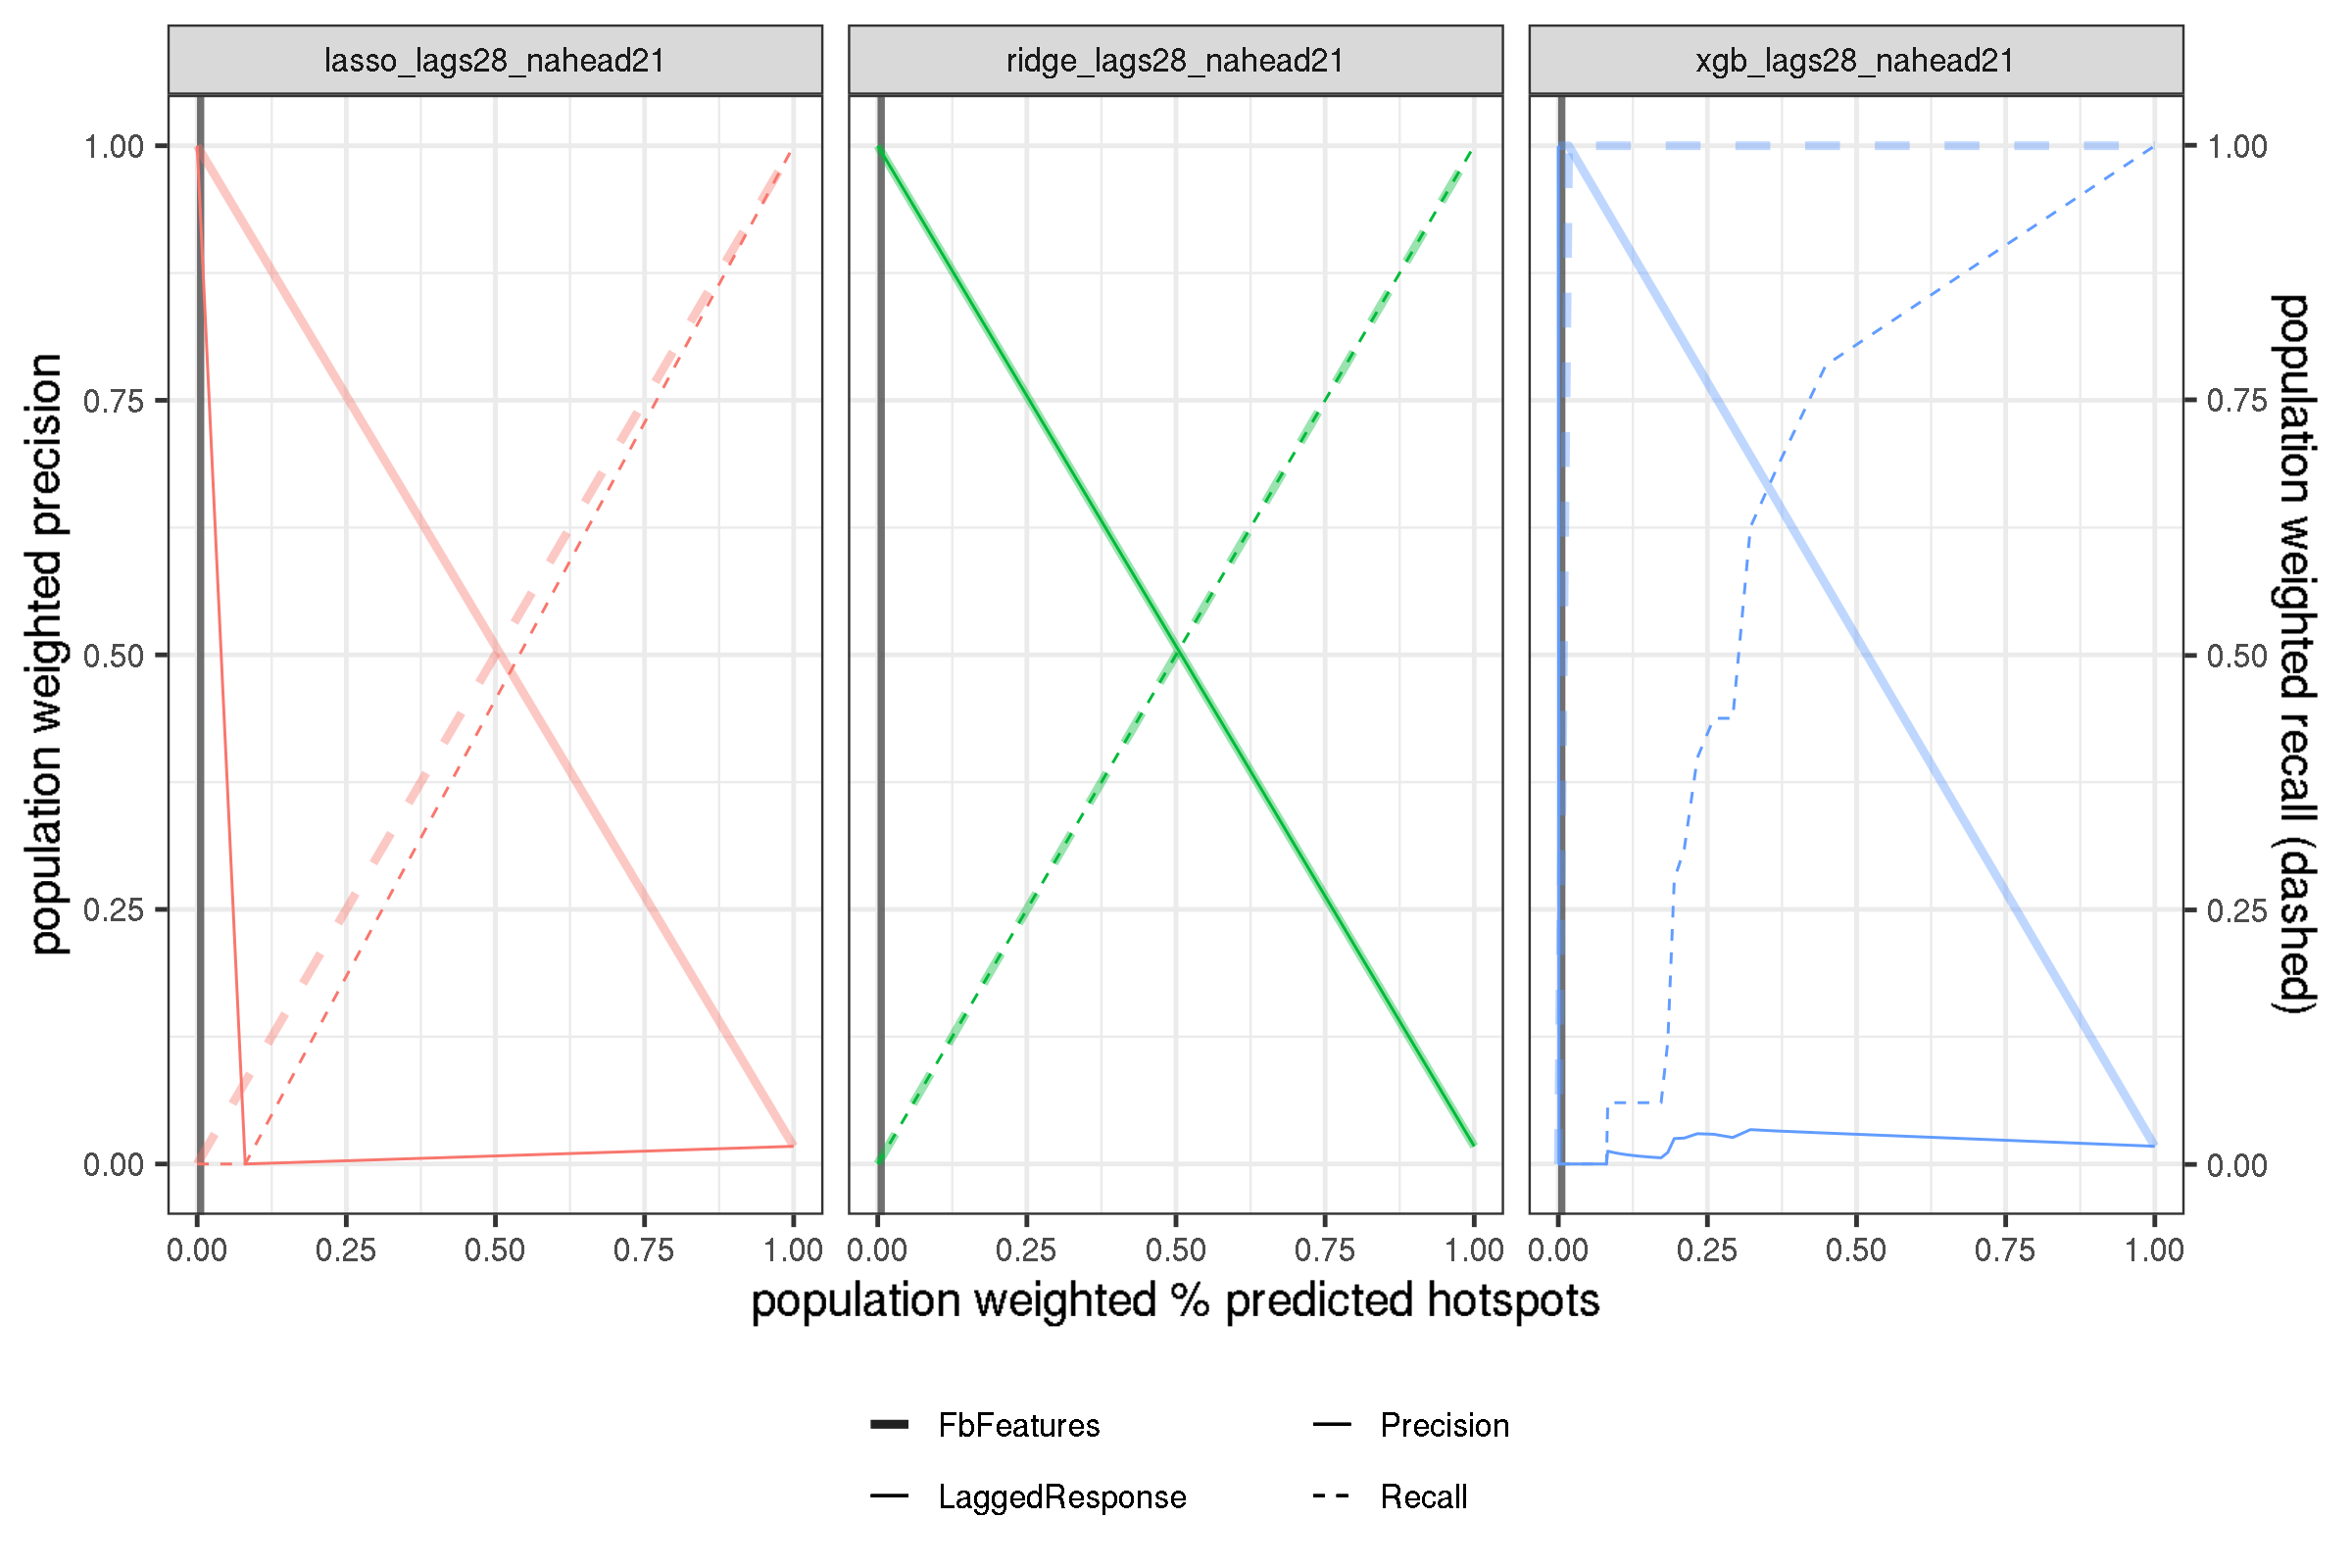 lasso_lags28_nahead21
ridge_lags28_nahead21
xgb_lags28_nahead21
population weighted precision
1.00
0.75
0.50
0.25
0.00
1.00
0.75
0.50
0.25
0.00
population weighted recall (dashed)
0.00 0.25 0.50 0.75 1.00
0.00 0.25 0.50 0.75 1.00
0.00 0.25 0.50 0.75 1.00
population weighted % predicted hotspots
FbFeatures
LaggedResponse
Precision
Recall